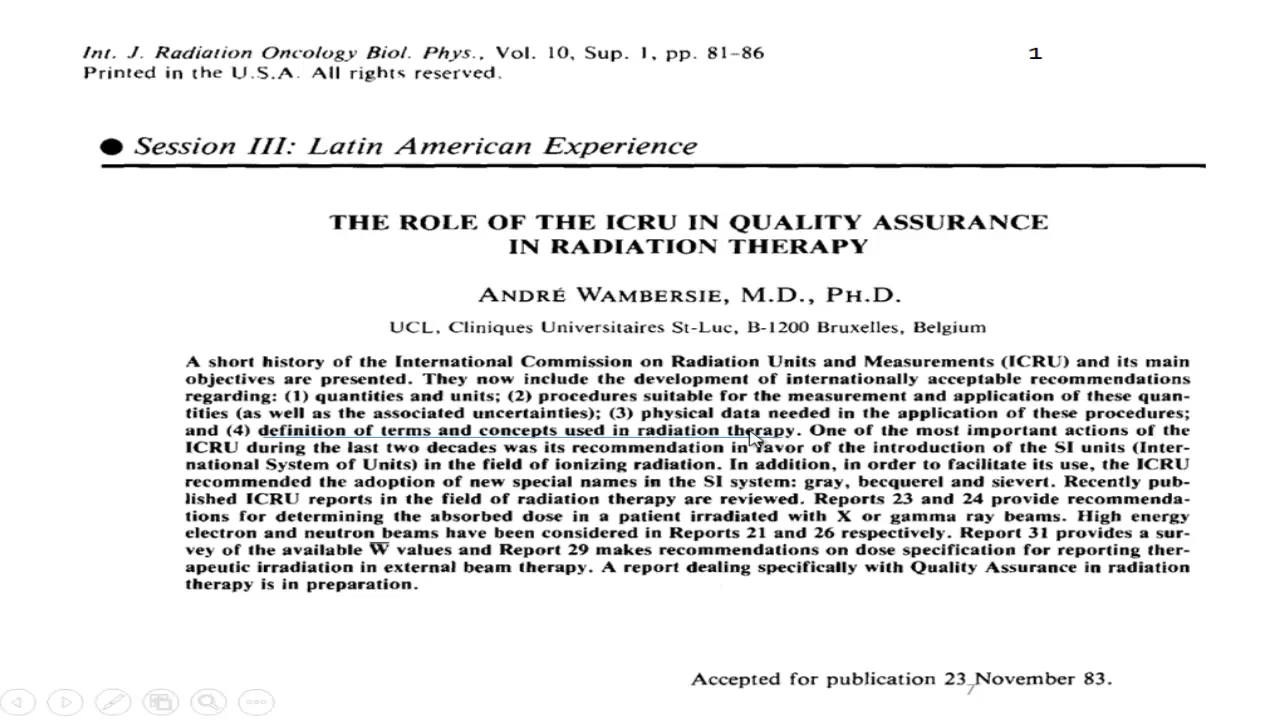 Int. J. Radiation Oncology Biol. Phys., Vol. 10, Sup. 1, pp. 81–86
1
Printed in the U.S.A. All rights reserved.
● Session III: Latin American Experience
THE ROLE OF THE ICRU IN QUALITY ASSURANCE
IN RADIATION THERAPY
ANDRÉ WAMBERSIE, M.D., PH.D.
UCL, Cliniques Universitaires St-Luc, B-1200 Bruxelles, Belgium
A short history of the International Commission on Radiation Units and Measurements (ICRU) and its main
objectives are presented. They now include the development of internationally acceptable recommendations
regarding: (1) quantities and units; (2) procedures suitable for the measurement and application of these quan-
tities (as well as the associated uncertainties); (3) physical data needed in the application of these procedures;
and (4) definition of terms and concepts used in radiation therapy. One of the most important actions of the
ICRU during the last two decades was its recommendation in favor of the introduction of the SI units (Inter-
national System of Units) in the field of ionizing radiation. In addition, in order to facilitate its use, the ICRU
recommended the adoption of new special names in the SI system: gray, becquerel and sievert. Recently pub-
lished ICRU reports in the field of radiation therapy are reviewed. Reports 23 and 24 provide recommenda-
tions for determining the absorbed dose in a patient irradiated with X or gamma ray beams. High energy
electron and neutron beams have been considered in Reports 21 and 26 respectively. Report 31 provides a sur-
vey of the available W̅ values and Report 29 makes recommendations on dose specification for reporting ther-
apeutic irradiation in external beam therapy. A report dealing specifically with Quality Assurance in radiation
therapy is in preparation.
Accepted for publication 23 November 83.
7